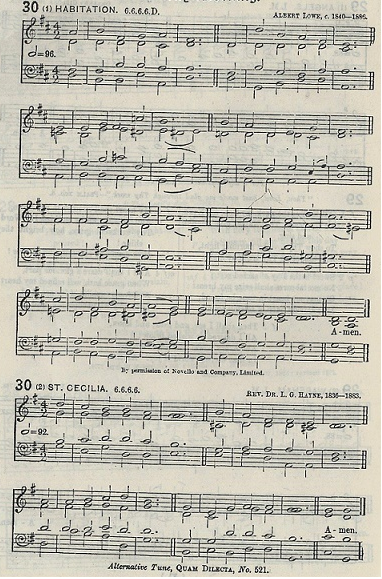 30 (1) HABITATION. 6.6.6.6.D.
ALBERT LOWE, c. 1840—1886.
=96.
A - men.
By permission of Novello and Company, Limited.
30 (2) ST. CECILIA. 6.6.6.6.
REV. DR. L. G. HAYNE, 1836—1883.
=92.
A - men.
Alternative Tune, QUAM DILECTA, No. 521.